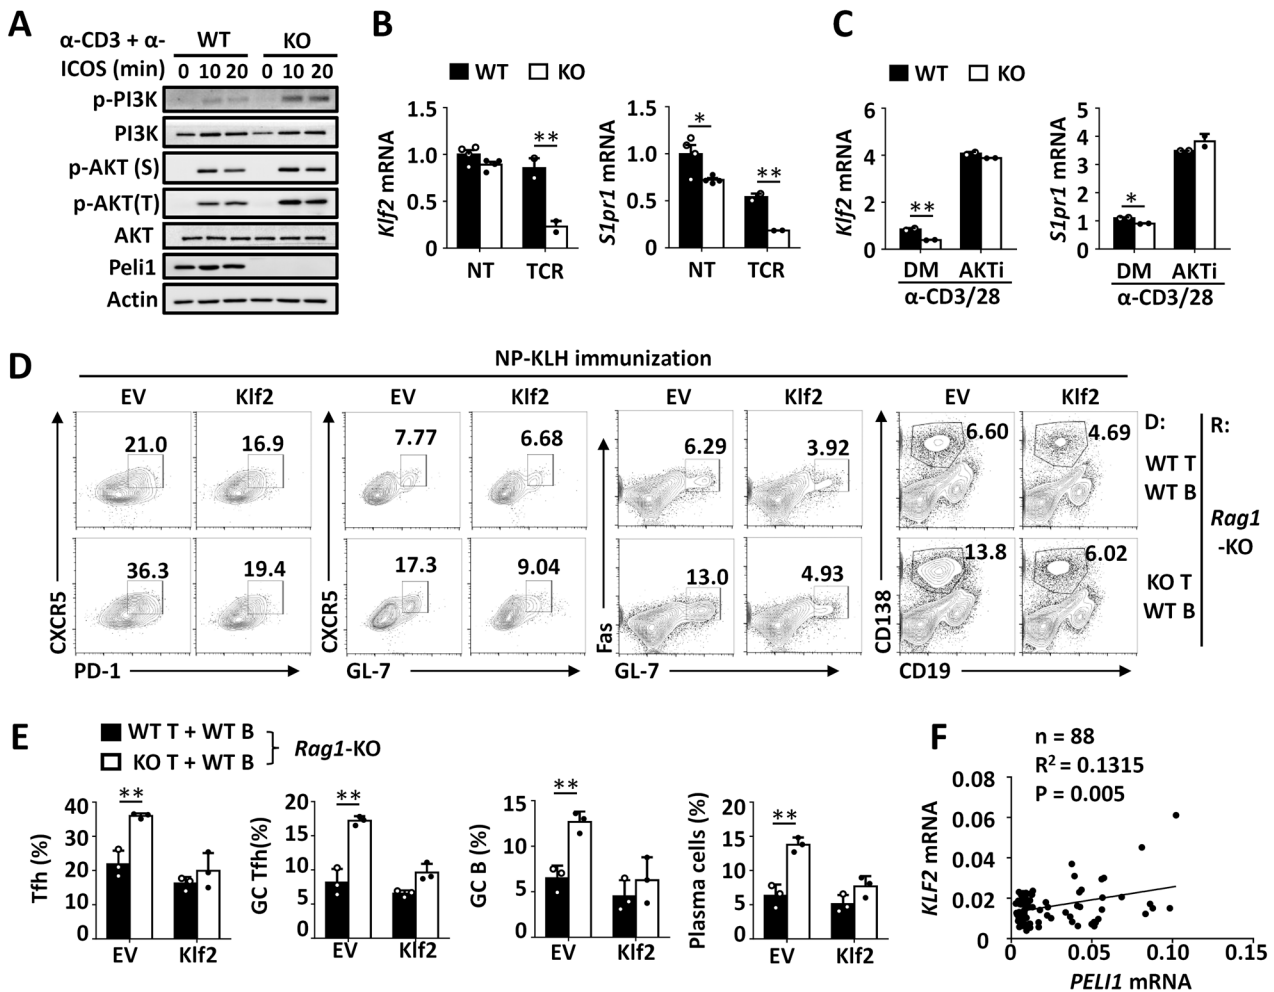 A
α-CD3 + α-
ICOS (min)
WT KO
0 10 20 0 10 20
p-PI3K
PI3K
p-AKT (S)
p-AKT(T)
AKT
Peli1
Actin
B
WT KO
Klf2 mRNA
1.5
1.0
0.5
0
**
NT TCR
S1pr1 mRNA
1.5
1.0
0.5
0
*
**
NT TCR
C
WT KO
Klf2 mRNA
6
4
2
0
**
DM AKTi
α-CD3/28
S1pr1 mRNA
5
4
3
2
1
0
*
DM AKTi
α-CD3/28
D
NP-KLH immunization
EV Klf2 EV Klf2 EV Klf2 EV Klf2
21.0 16.9 7.77 6.68 6.29 3.92 6.60 4.69
36.3 19.4 17.3 9.04 13.0 4.93 13.8 6.02
CXCR5
PD-1
CXCR5
GL-7
Fas
GL-7
CD138
CD19
D:
WT T
WT B
KO T
WT B
R:
Rag1
-KO
E
WT T + WT B
KO T + WT B
Rag1-KO
Tfh (%)
40
30
20
10
0
**
EV Klf2
GC Tfh(%)
20
15
10
5
0
**
EV Klf2
GC B (%)
15
10
5
0
**
EV Klf2
Plasma cells (%)
20
15
10
5
0
**
EV Klf2
F
n = 88
R2 = 0.1315
P = 0.005
KLF2 mRNA
0.08
0.06
0.04
0.02
0
0 0.05 0.10 0.15
PELI1 mRNA